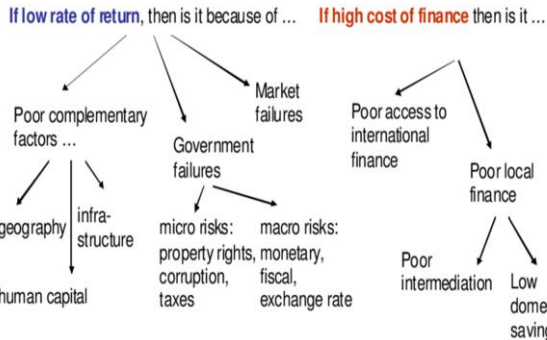 If low rate of return, then is it because of ...
If high cost of finance then is it ...
Poor complementary
factors ...
geography
infra-
structure
human capital
Government
failures
micro risks:
property rights,
corruption,
taxes
macro risks:
monetary,
fiscal,
exchange rate
Market
failures
Poor access to
international
finance
Poor local
finance
Poor
intermediation
Low